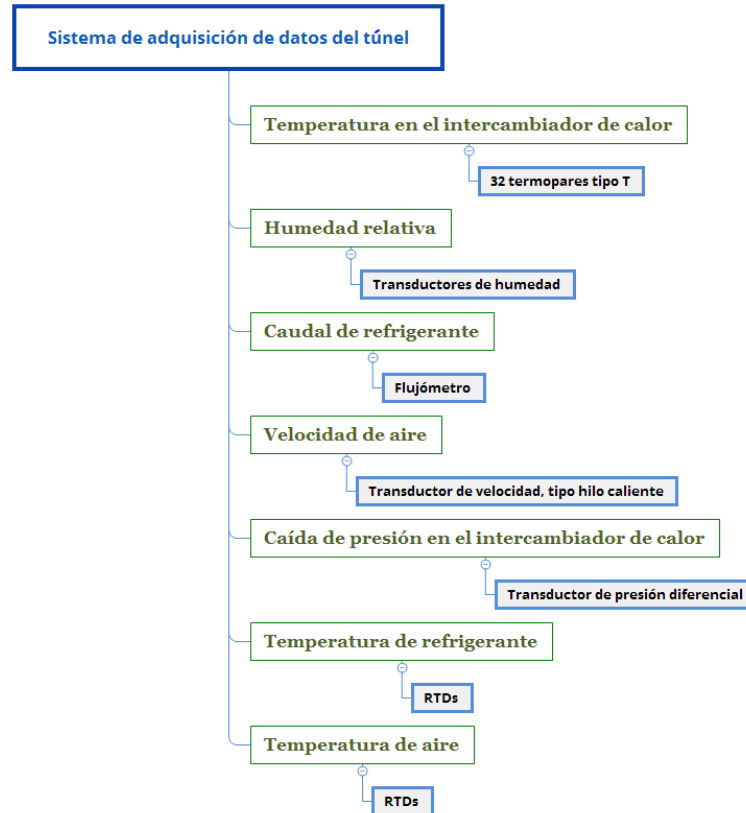 Sistema de adquisición de datos del túnel
Temperatura en el intercambiador de calor
32 termopares tipo T
Humedad relativa
Transductores de humedad
Caudal de refrigerante
Flujómetro
Velocidad de aire
Transductor de velocidad, tipo hilo caliente
Caída de presión en el intercambiador de calor
Transductor de presión diferencial
Temperatura de refrigerante
RTDs
Temperatura de aire
RTDs